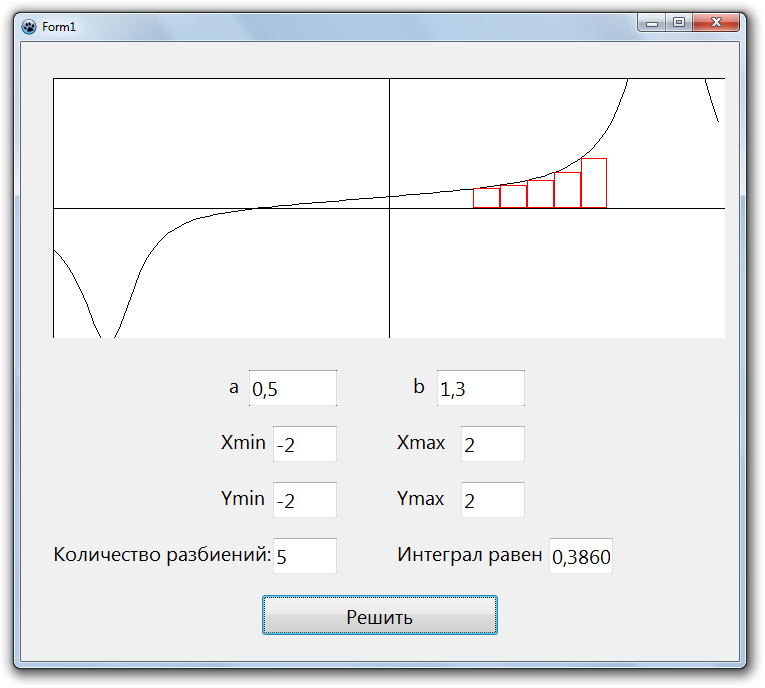 Form1
a 0,5 b 1,3
Xmin -2 Xmax 2
Ymin -2 Ymax 2
Количество разбиений: 5 Интеграл равен 0,3860
Решить